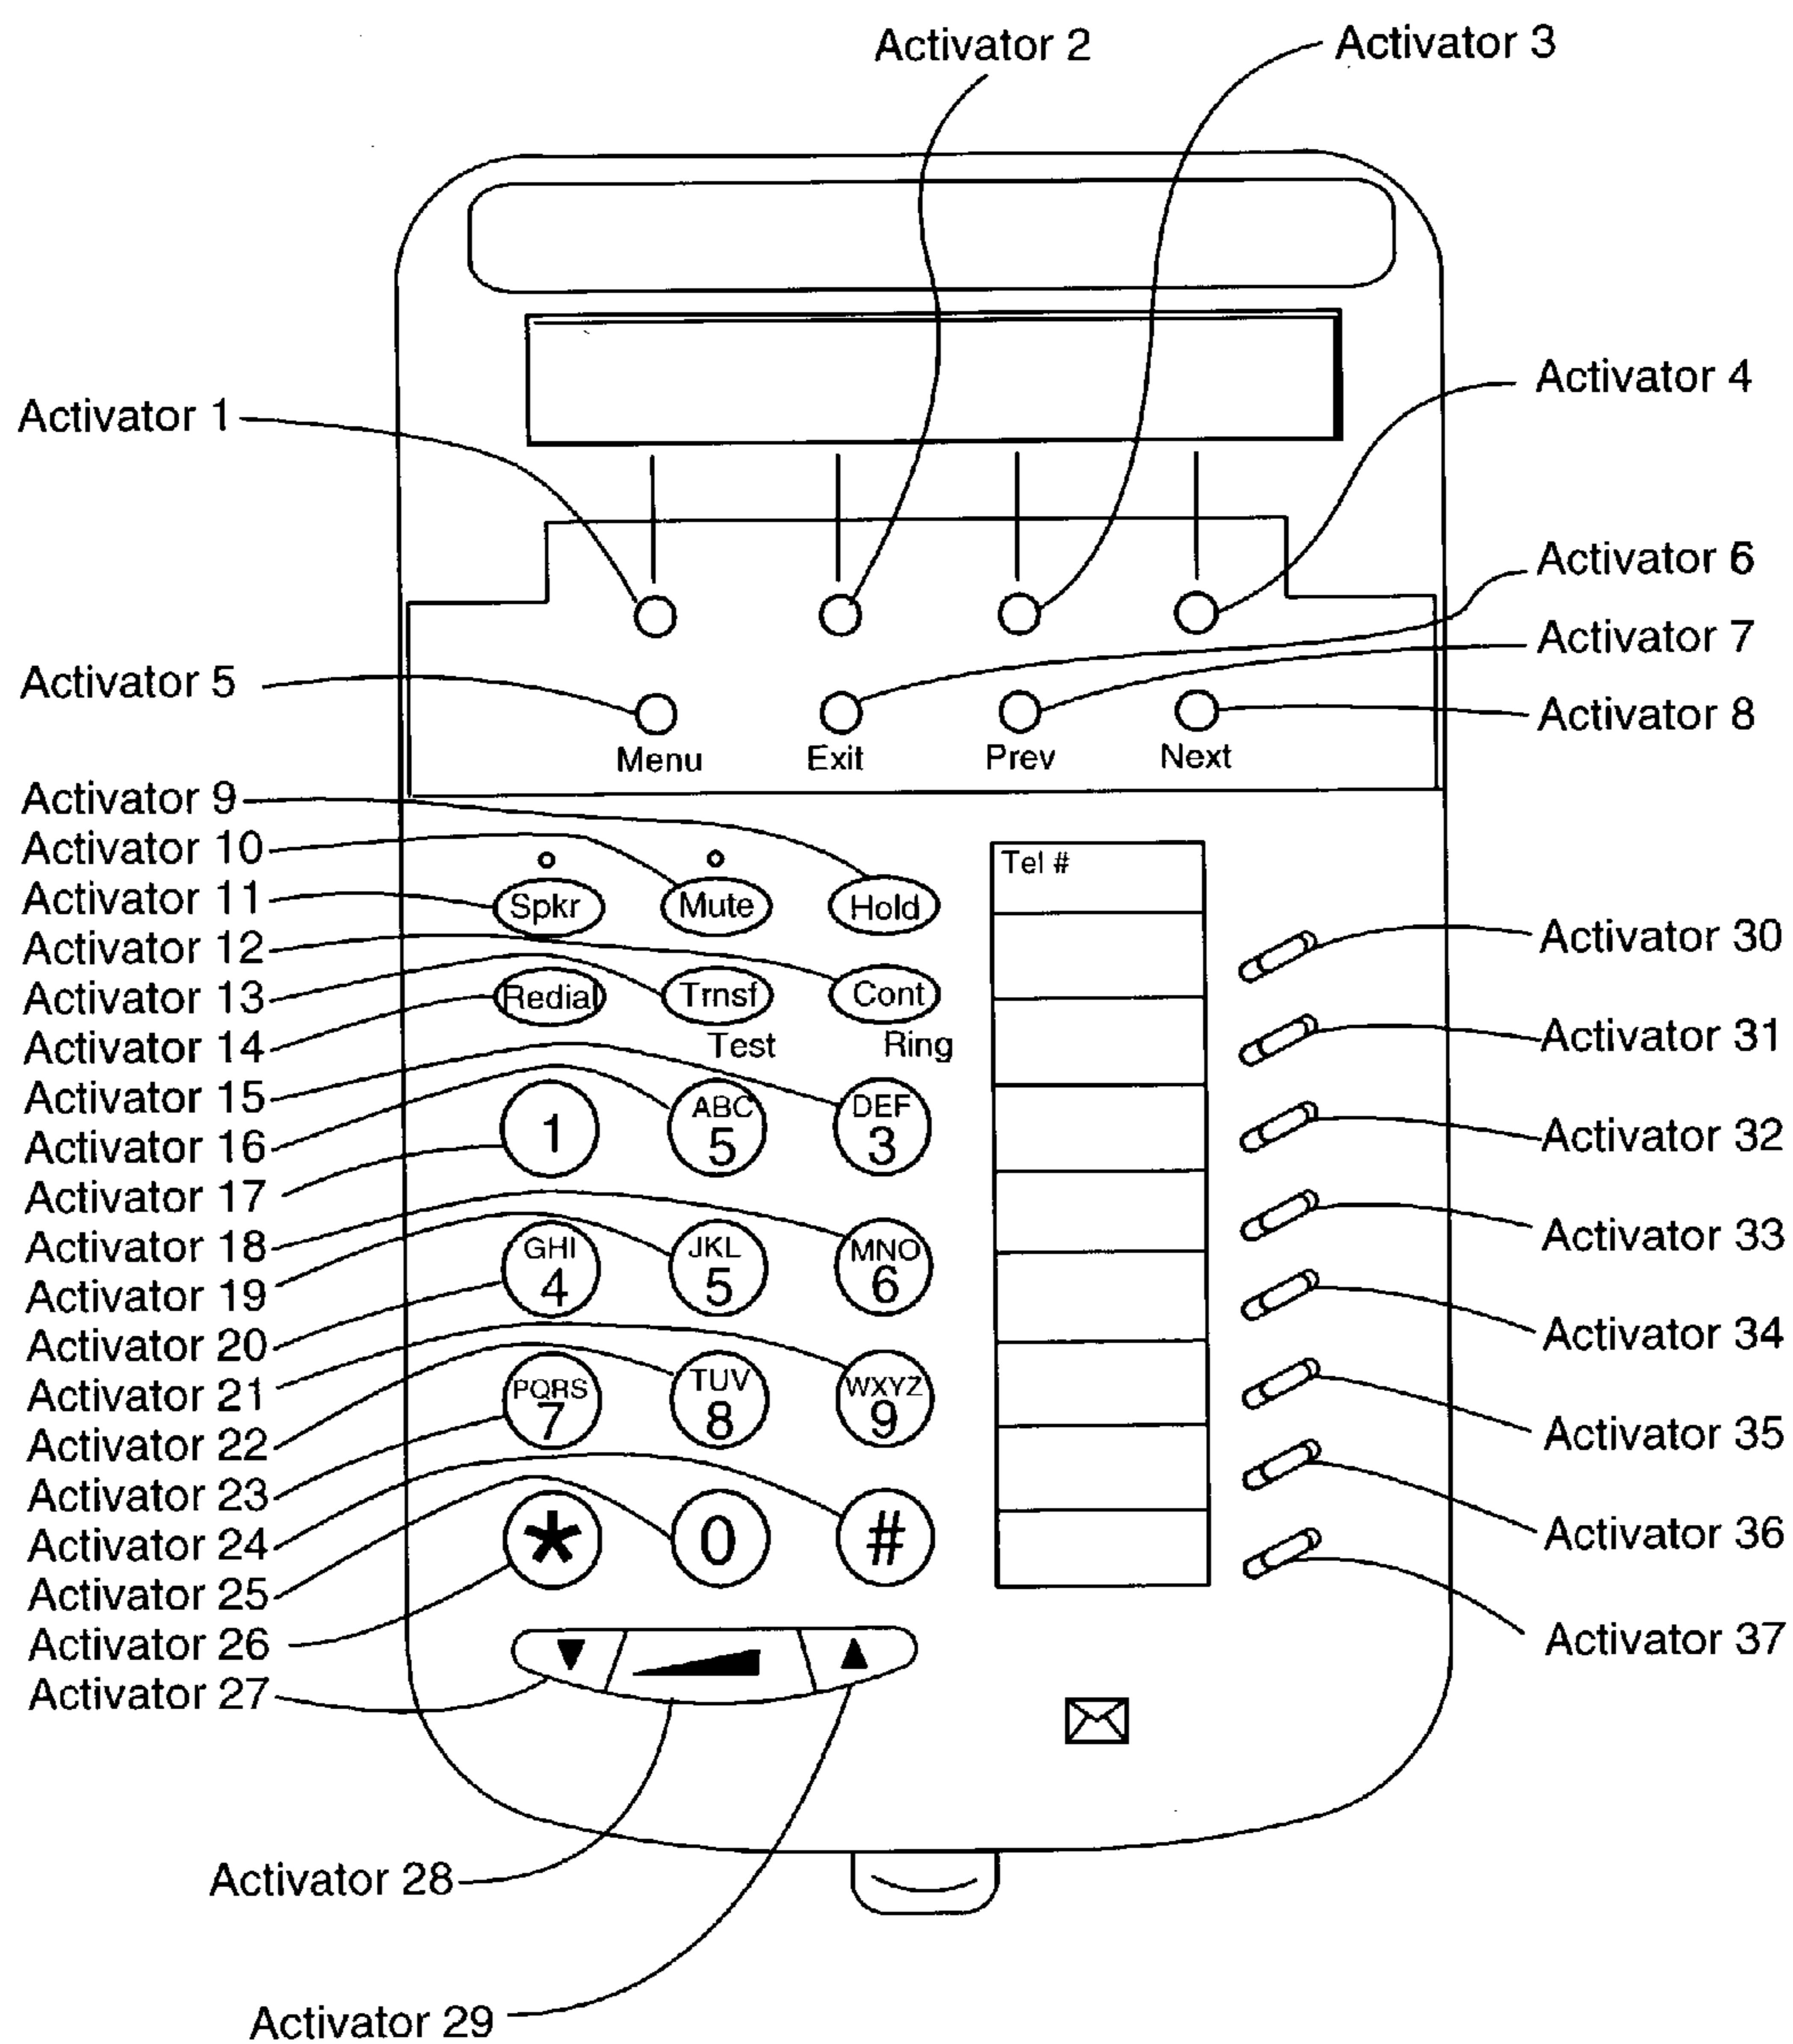 Activator 2
Activator 3
Activator 4
Activator 1
Activator 6
Activator 7
Activator 5
Activator 8
Menu Exit Prev Next
Activator 9
Activator 10
Activator 11
Activator 12
Activator 13
Activator 14
Activator 15
Activator 16
Activator 17
Activator 18
Activator 19
Activator 20
Activator 21
Activator 22
Activator 23
Activator 24
Activator 25
Activator 26
Activator 27
Spkr Mute Hold
Redial Trnsf Cont
Test Ring
1 ABC 5 DEF 3
GHI 4 JKL 5 MNO 6
PQRS 7 TUV 8 WXYZ 9
* 0 #
Tel #
Activator 30
Activator 31
Activator 32
Activator 33
Activator 34
Activator 35
Activator 36
Activator 37
Activator 28
Activator 29